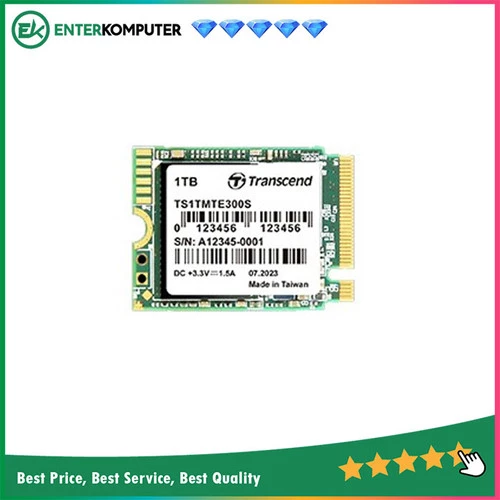 EK ENTERKOMPUTER
1TB Transcend
TS1TMTE300S
0 123456 123456
S/N: A12345-0001
DC +3.3V⎓1.5A 07.2023
Made in Taiwan
Best Price, Best Service, Best Quality